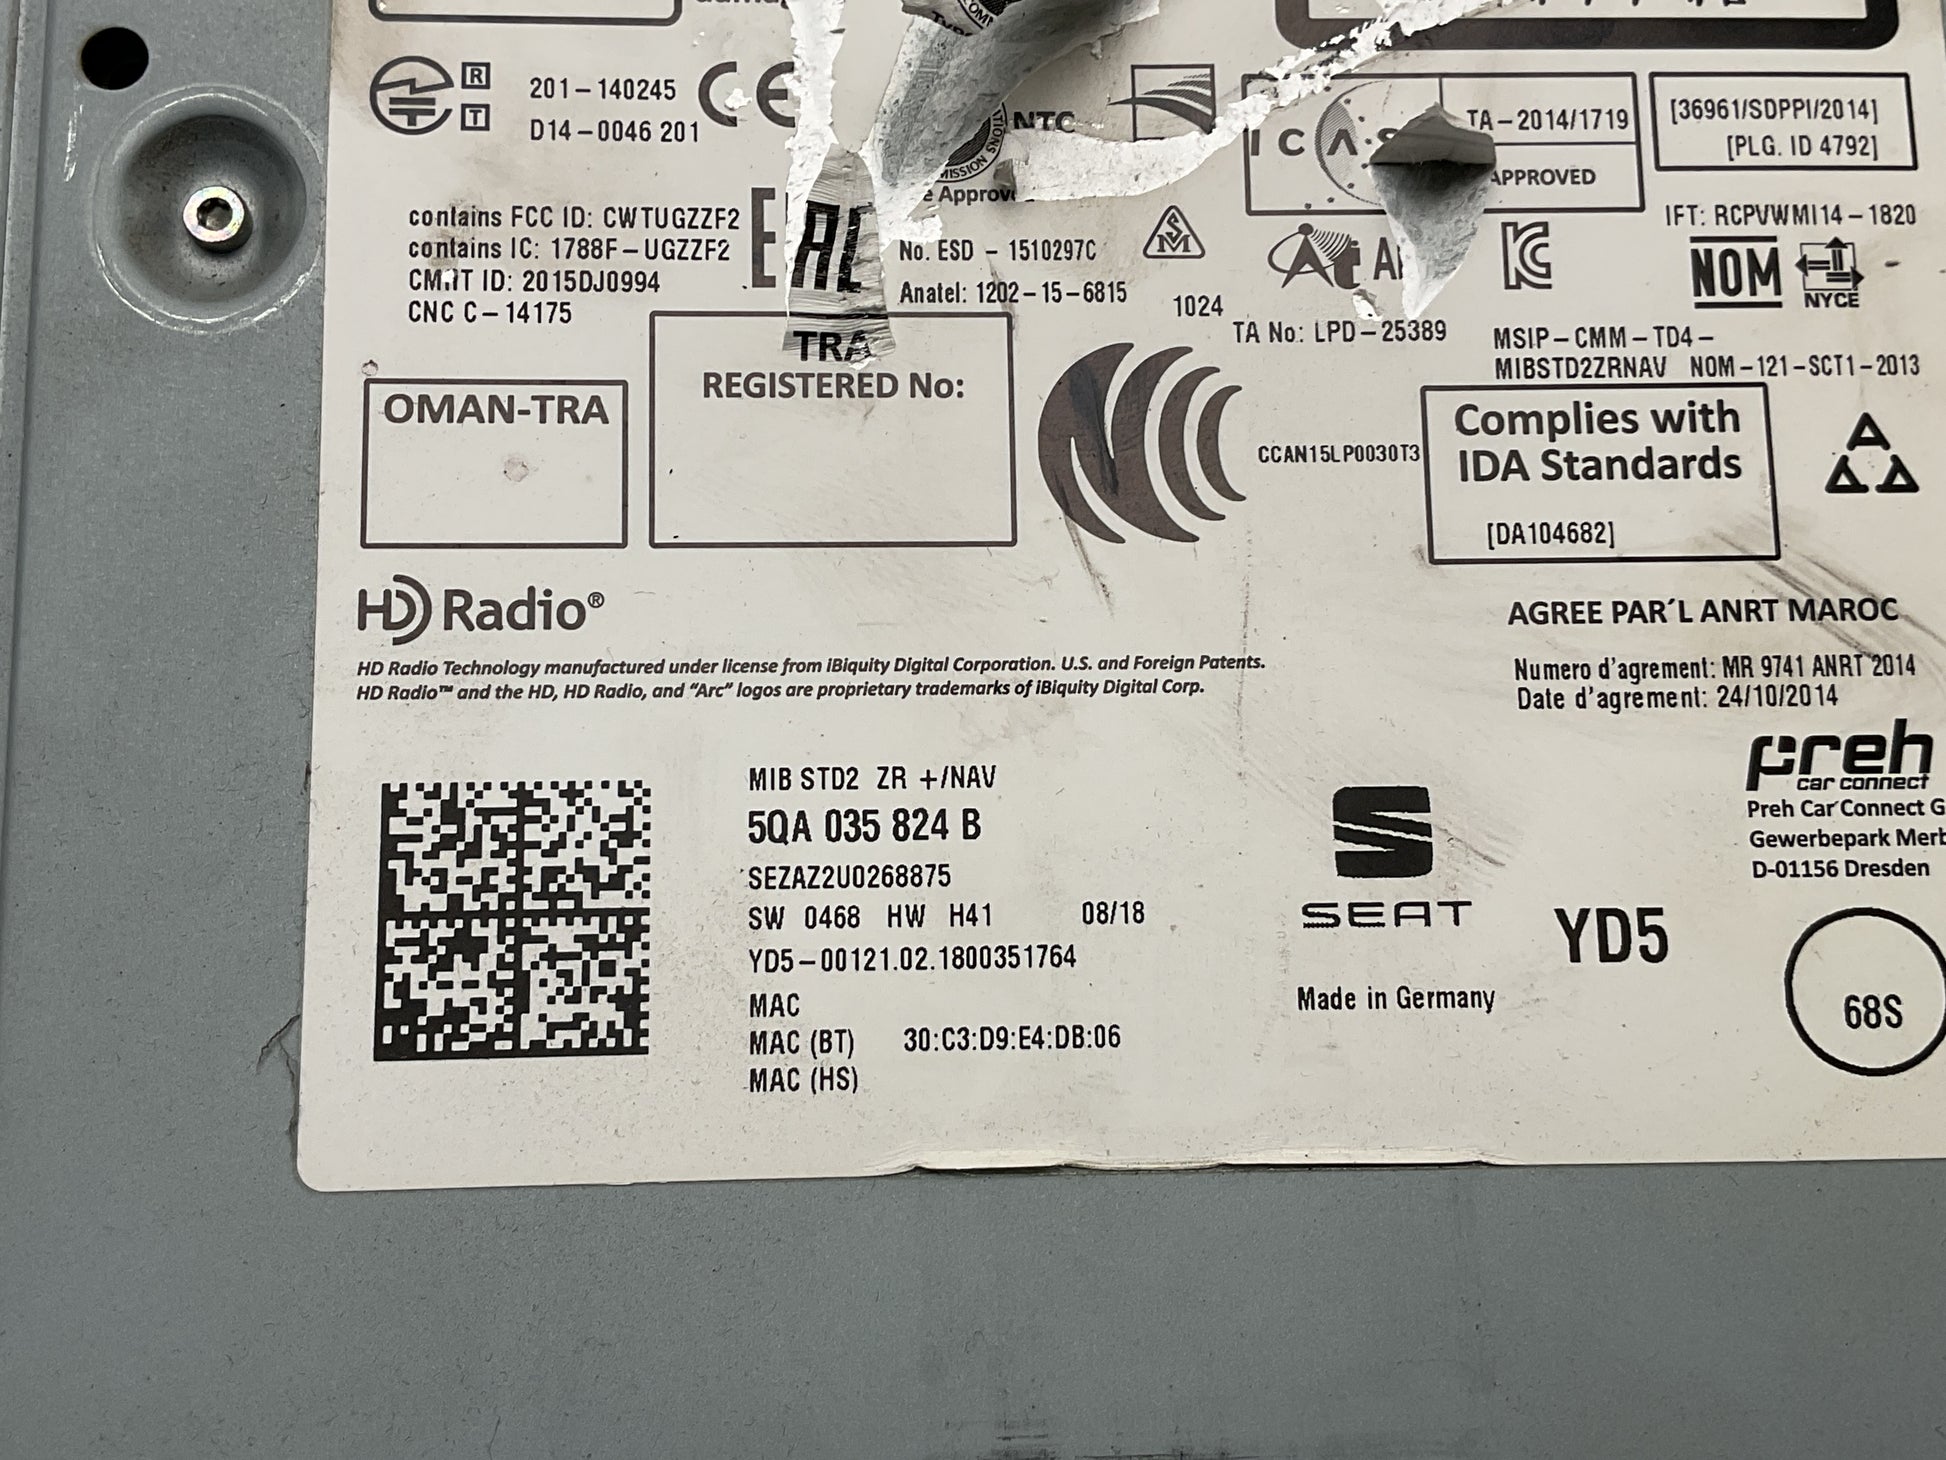 R
T
201-140245
D14-0046 201
CE
NTC
TA-2014/1719
APPROVED
[36961/SDPPI/2014]
[PLG. ID 4792]
contains FCC ID: CWTUGZZF2
contains IC: 1788F-UGZZF2
ID: 2015DJ0994
CNC C-14175
EAC
No. ESD - 1510297C
Anatel: 1202-15-6815
1024
TA No: LPD-25389
IFT: RCPVWMI14-1820
NOM
NYCE
MSIP-CMM-TD4-
MIBSTD2ZRNAV NOM-121-SCT1-2013
OMAN-TRA
TRA
REGISTERED No:
CCAN15LP0030T3
Complies with
IDA Standards
[DA104682]
HD Radio®
HD Radio Technology manufactured under license from iBiquity Digital Corporation. U.S. and Foreign Patents.
HD Radio™ and the HD, HD Radio, and “Arc” logos are proprietary trademarks of iBiquity Digital Corp.
AGREE PAR´L ANRT MAROC
Numero d'agrement: MR 9741 ANRT 2014
Date d'agrement: 24/10/2014
preh
car connect
Preh Car Connect G
Gewerbepark
D-01156 Dresden
MIB STD2 ZR +/NAV
5QA 035 824 B
SEZAZ2U0268875
SW 0468 HW H41 08/18
YD5-00121.02.1800351764
MAC
MAC (BT) 30:C3:D9:E4:DB:06
MAC (HS)
SEAT
Made in Germany
YD5
68S